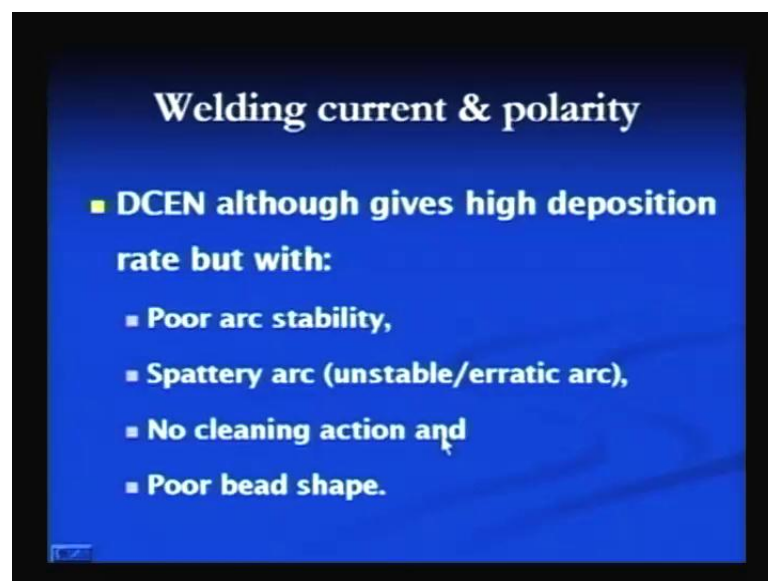 Welding current & polarity
DCEN although gives high deposition
rate but with:
Poor arc stability,
Spattery arc (unstable/erratic arc),
No cleaning action and
Poor bead shape.